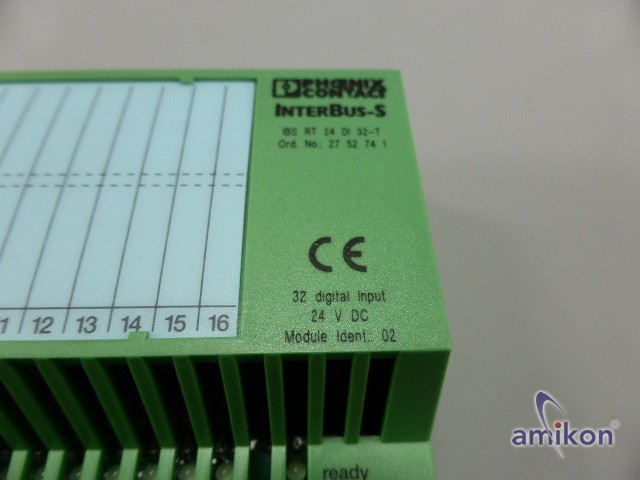 PHOENIX
CONTACT
INTERBUS-S
IBS RT 24 DI 32-T
Ord. No.: 27 52 74 1
CE
32 digital input
24 V DC
Module Ident.: 02
1 12 13 14 15 16
ready
amikon